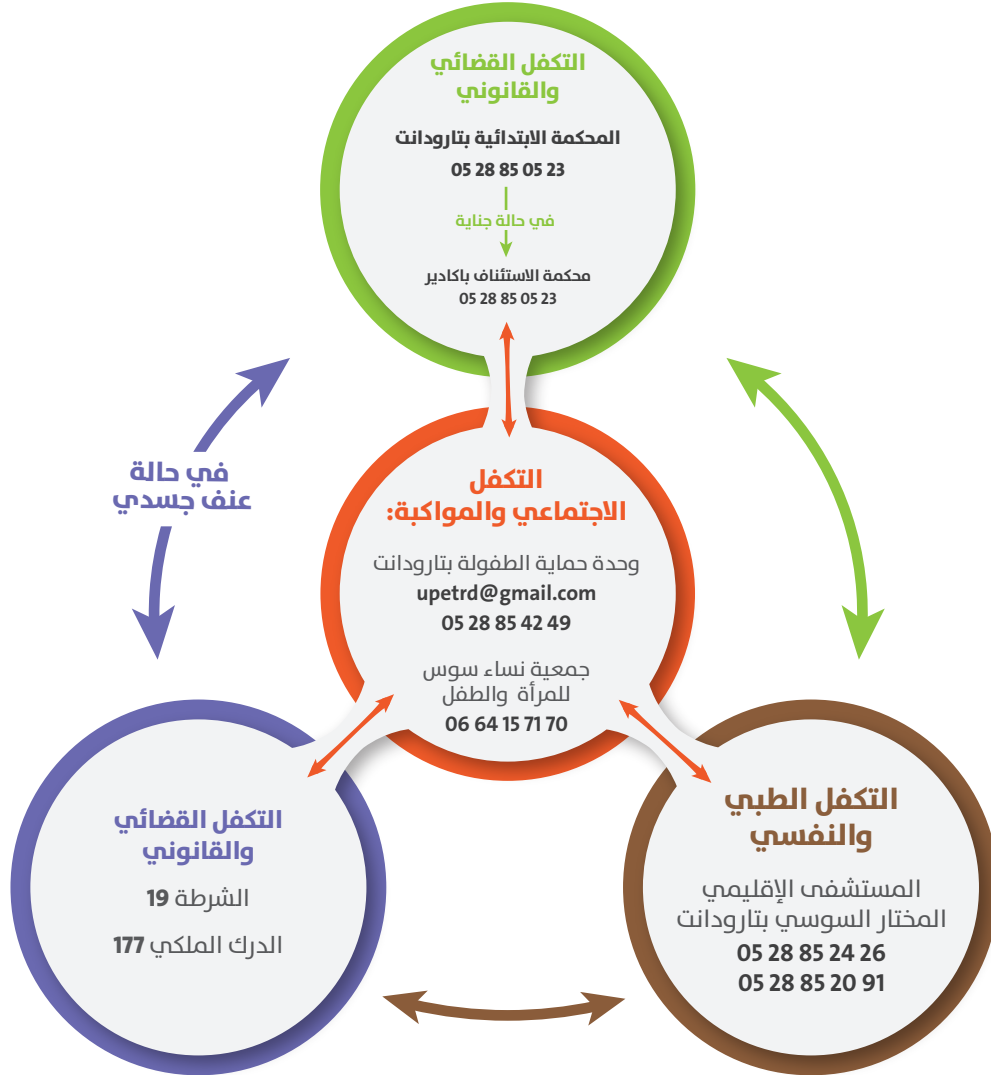 التكفل القضائي
والقانوني
المحكمة الابتدائية بتارودانت
05 28 85 05 23
في حالة جناية
محكمة الاستئناف باكادير
05 28 85 05 23
في حالة
عنف جسدي
التكفل
الاجتماعي والمواكبة:
وحدة حماية الطفولة بتارودانت
upetrd@gmail.com
05 28 85 42 49
جمعية نساء سوس
للمرأة والطفل
06 64 15 71 70
التكفل الطبي
والنفسي
المستشفى الإقليمي
المختار السوسي بتارودانت
05 28 85 24 26
05 28 85 20 91
التكفل القضائي
والقانوني
الشرطة 19
الدرك الملكي 177